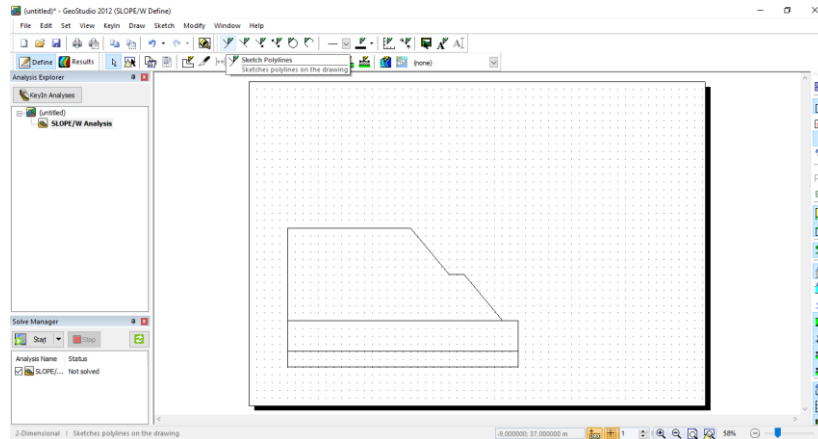 (untitled)* - GeoStudio 2012 (SLOPE/W Define)
File Edit Set View KeyIn Draw Sketch Modify Window Help
Define Results (none)
Sketch Polylines
Sketches polylines on the drawing
Analysis Explorer
KeyIn Analyses
(untitled)
SLOPE/W Analysis
Solve Manager
Start Stop
Analysis Name Status
SLOPE/... Not solved
2-Dimensional | Sketches polylines on the drawing -9,000000; 37,000000 m 1 58%